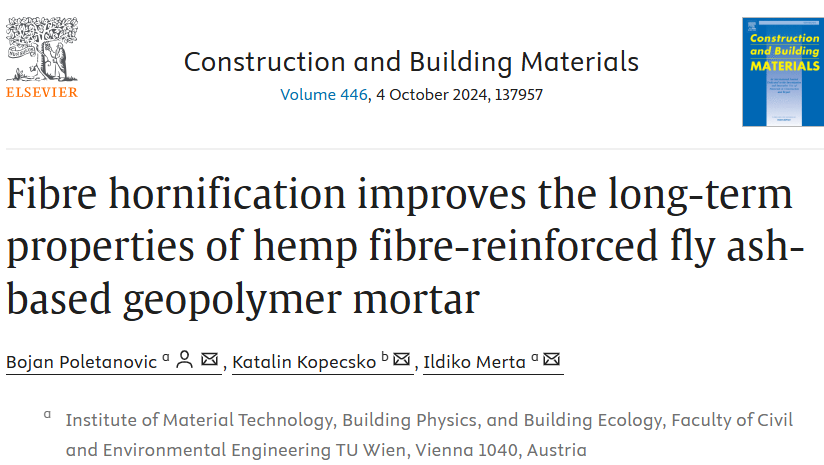 ELSEVIER
Construction and Building Materials
Volume 446, 4 October 2024, 137957
Construction
and Building
MATERIALS
Fibre hornification improves the long-term
properties of hemp fibre-reinforced fly ash-
based geopolymer mortar
Bojan Poletanovic a, Katalin Kopecsko b, Ildiko Merta a
a Institute of Material Technology, Building Physics, and Building Ecology, Faculty of Civil
and Environmental Engineering TU Wien, Vienna 1040, Austria